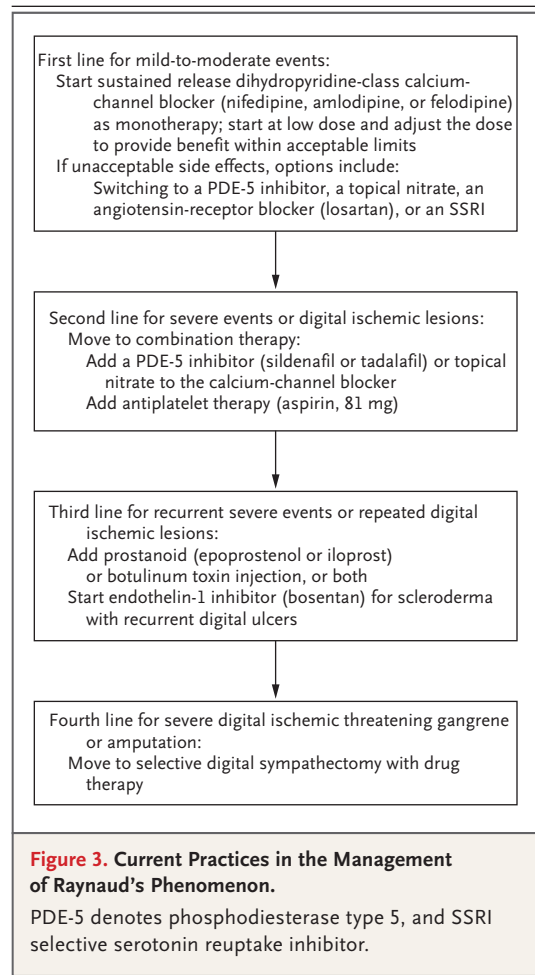 First line for mild-to-moderate events:
Start sustained release dihydropyridine-class calcium-
channel blocker (nifedipine, amlodipine, or felodipine)
as monotherapy; start at low dose and adjust the dose
to provide benefit within acceptable limits
If unacceptable side effects, options include:
Switching to a PDE-5 inhibitor, a topical nitrate, an
angiotensin-receptor blocker (losartan), or an SSRI
Second line for severe events or digital ischemic lesions:
Move to combination therapy:
Add a PDE-5 inhibitor (sildenafil or tadalafil) or topical
nitrate to the calcium-channel blocker
Add antiplatelet therapy (aspirin, 81 mg)
Third line for recurrent severe events or repeated digital
ischemic lesions:
Add prostanoid (epoprostenol or iloprost)
or botulinum toxin injection, or both
Start endothelin-1 inhibitor (bosentan) for scleroderma
with recurrent digital ulcers
Fourth line for severe digital ischemic threatening gangrene
or amputation:
Move to selective digital sympathectomy with drug
therapy
Figure 3. Current Practices in the Management
of Raynaud's Phenomenon.
PDE-5 denotes phosphodiesterase type 5, and SSRI
selective serotonin reuptake inhibitor.